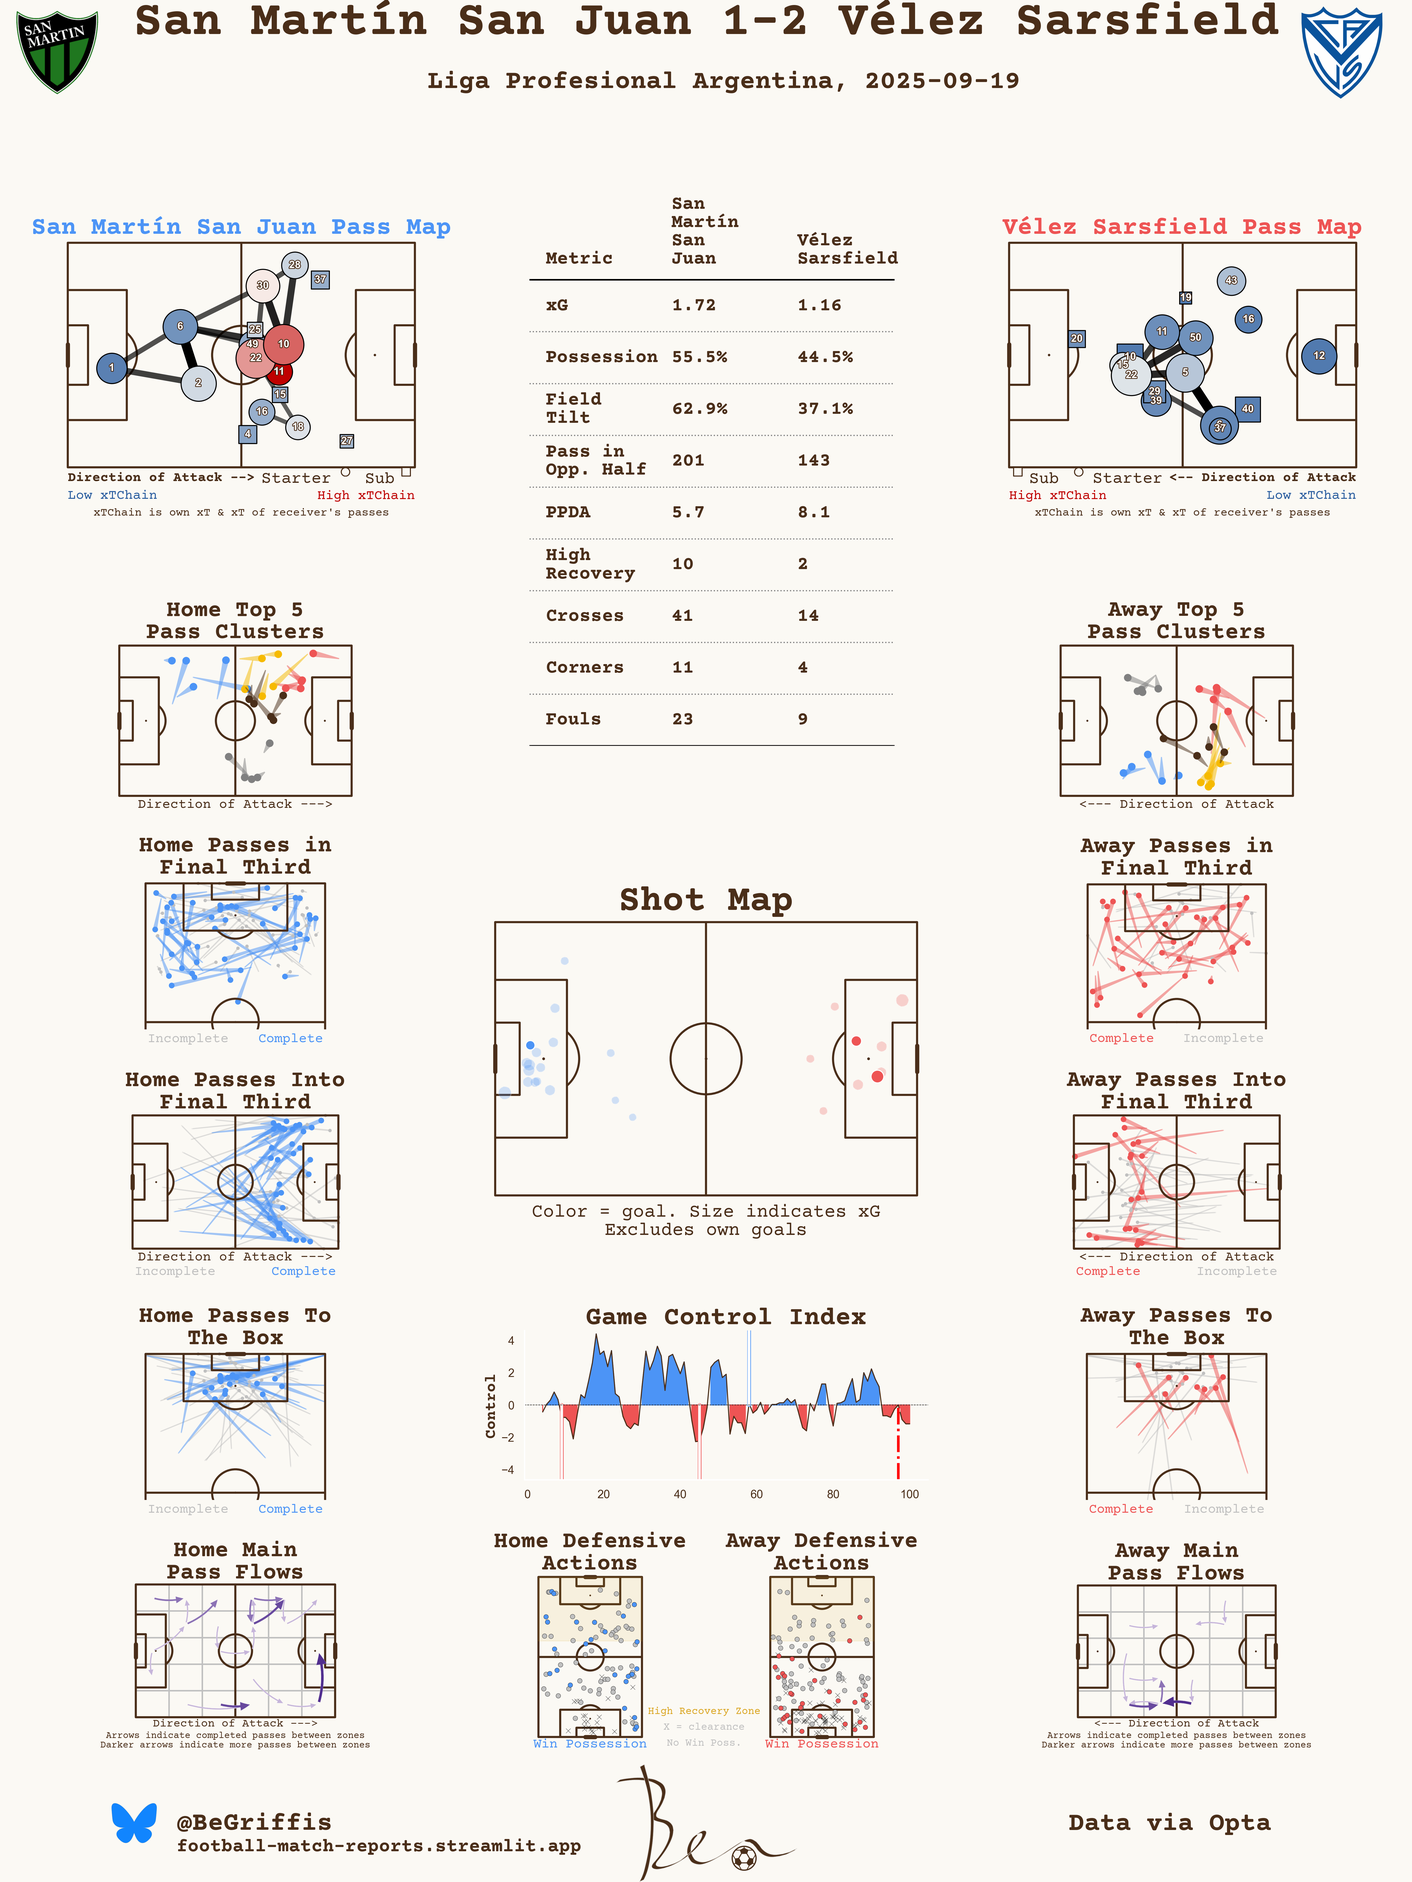 San Martín San Juan 1-2 Vélez Sarsfield
SAN
MARTIN
Liga Profesional Argentina, 2025-09-19
San Martín San Juan Pass Map
28
37
30
6
25
49
10
22
1
11
2
15
16
18
4
27
Direction of Attack --> Starter Sub
Low xTChain High xTChain
xTChain is own xT & xT of receiver's passes
Metric San Martín San Juan Vélez Sarsfield
xG 1.72 1.16
Possession 55.5% 44.5%
Field Tilt 62.9% 37.1%
Pass in Opp. Half 201 143
PPDA 5.7 8.1
High Recovery 10 2
Crosses 41 14
Corners 11 4
Fouls 23 9
Vélez Sarsfield Pass Map
43
19
16
11
50
20
10
12
15
22
5
29
39
40
37
Sub Starter <-- Direction of Attack
High xTChain Low xTChain
xTChain is own xT & xT of receiver's passes
Home Top 5
Pass Clusters
Direction of Attack --->
Away Top 5
Pass Clusters
<--- Direction of Attack
Home Passes in
Final Third
Incomplete Complete
Shot Map
Color = goal. Size indicates xG
Excludes own goals
Away Passes in
Final Third
Complete Incomplete
Home Passes Into
Final Third
Direction of Attack --->
Incomplete Complete
Away Passes Into
Final Third
<--- Direction of Attack
Complete Incomplete
Home Passes To
The Box
Incomplete Complete
Game Control Index
Control
4
2
0
−2
−4
0 20 40 60 80 100
Away Passes To
The Box
Complete Incomplete
Home Main
Pass Flows
Direction of Attack --->
Arrows indicate completed passes between zones
Darker arrows indicate more passes between zones
Home Defensive
Actions
Win Possession
High Recovery Zone
X = clearance
No Win Poss.
Away Defensive
Actions
Win Possession
Away Main
Pass Flows
<--- Direction of Attack
Arrows indicate completed passes between zones
Darker arrows indicate more passes between zones
@BeGriffis
football-match-reports.streamlit.app
Ben
Data via Opta